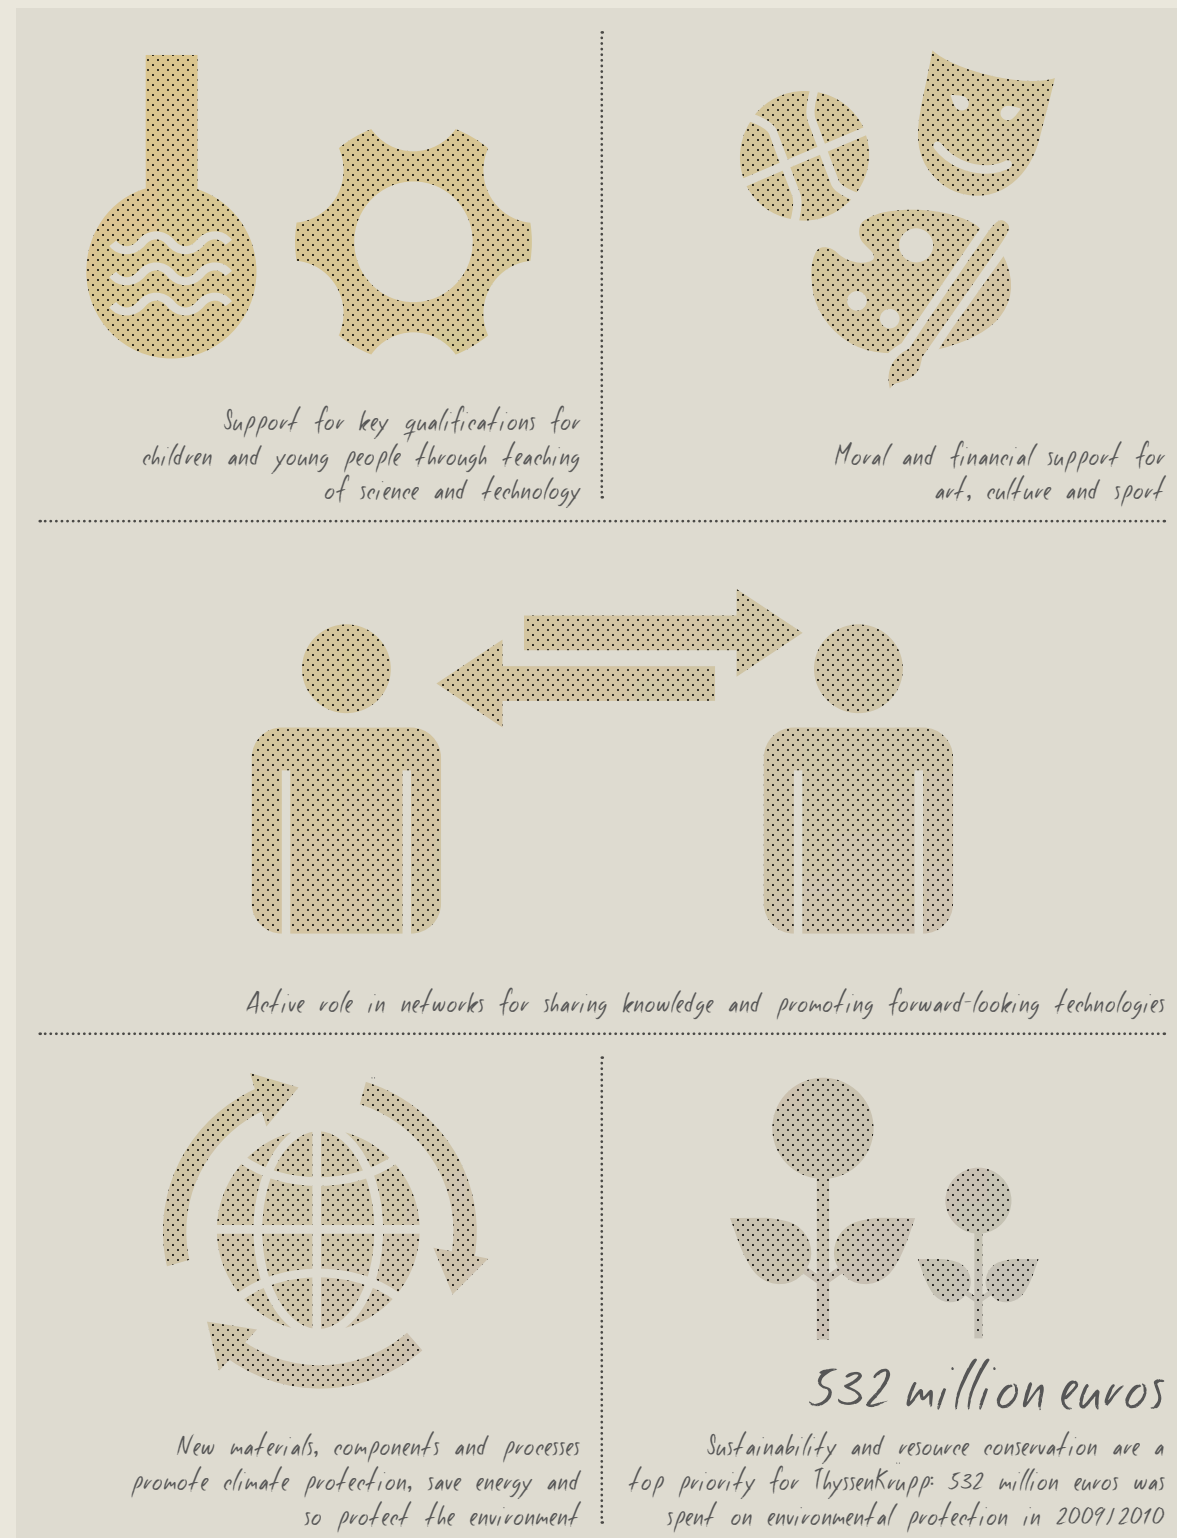 Support for key qualifications for
children and young people through teaching
of science and technology
Moral and financial support for
art, culture and sport
Active role in networks for sharing knowledge and promoting forward-looking technologies
New materials, components and processes
promote climate protection, save energy and
so protect the environment
532 million euros
Sustainability and resource conservation are a
top priority for ThyssenKrupp: 532 million euros was
spent on environmental protection in 2009/2010